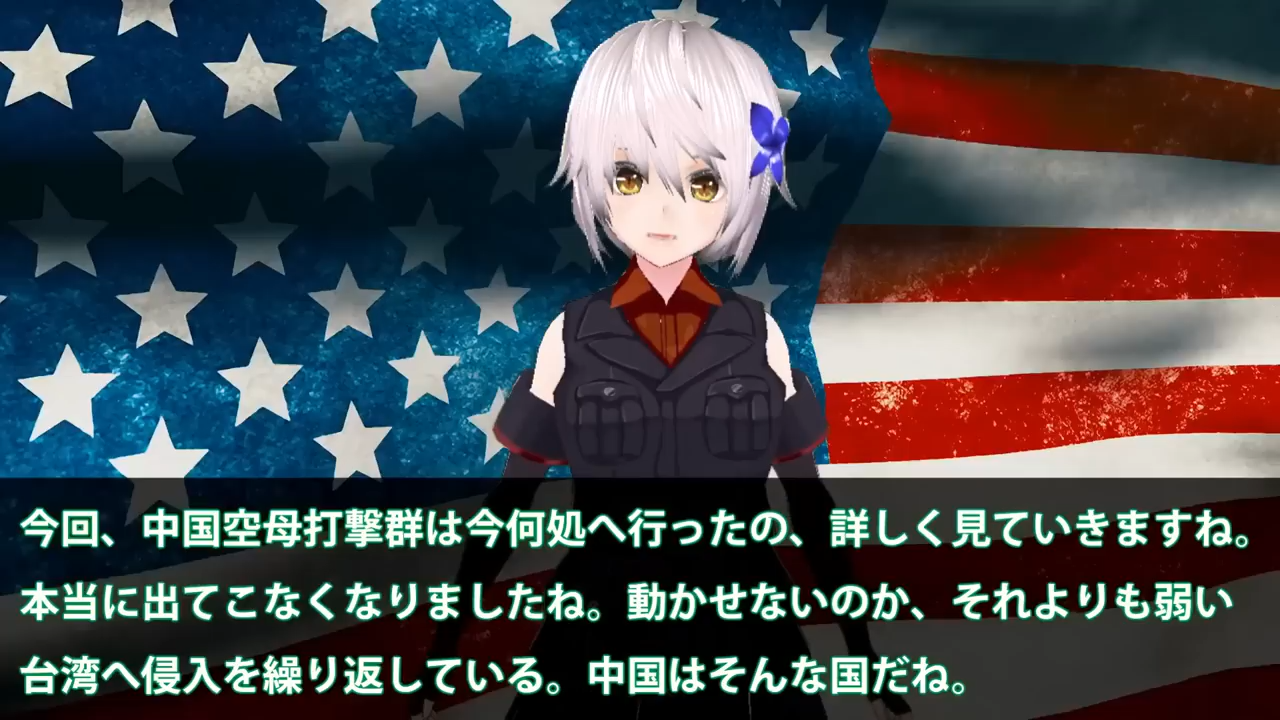 今回、中国空母打撃群は今何処へ行ったの、詳しく見ていきますね。
本当に出てこなくなりましたね。動かせないのか、それよりも弱い
台湾へ侵入を繰り返している。中国はそんな国だね。